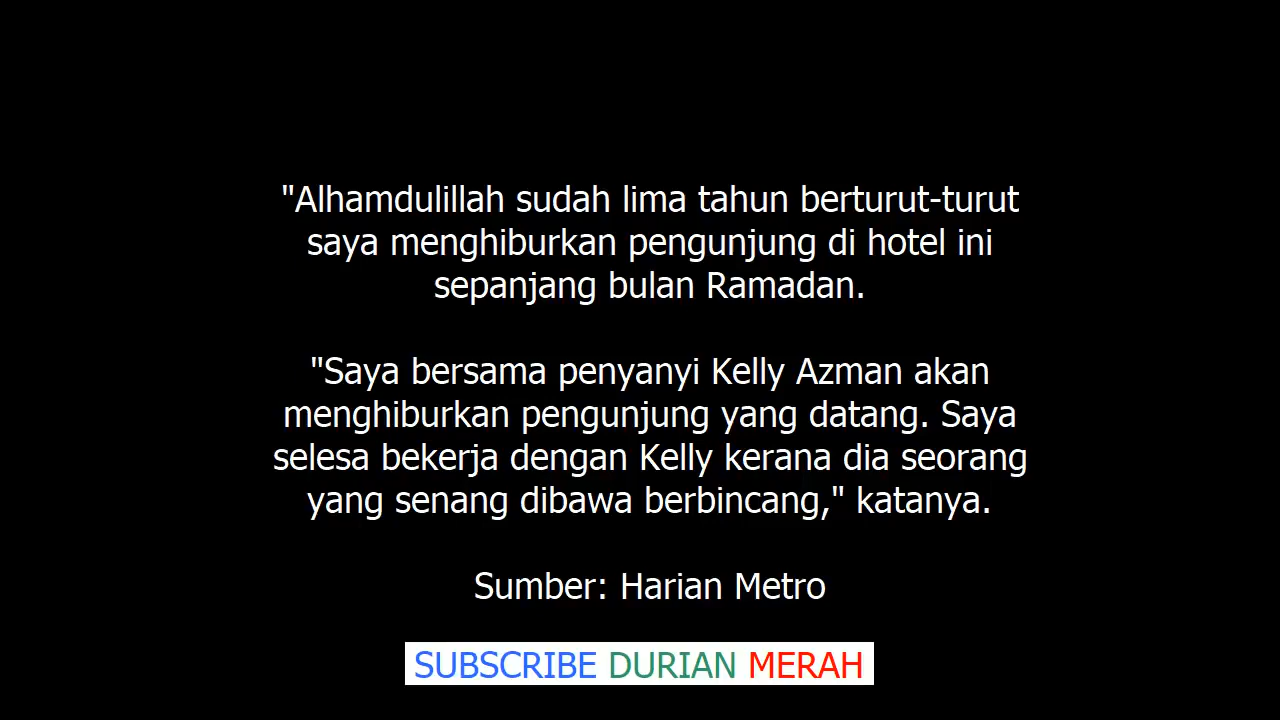 "Alhamdulillah sudah lima tahun berturut-turut
saya menghiburkan pengunjung di hotel ini
sepanjang bulan Ramadan.
"Saya bersama penyanyi Kelly Azman akan
menghiburkan pengunjung yang datang. Saya
selesa bekerja dengan Kelly kerana dia seorang
yang senang dibawa berbincang," katanya.
Sumber: Harian Metro
SUBSCRIBE DURIAN MERAH